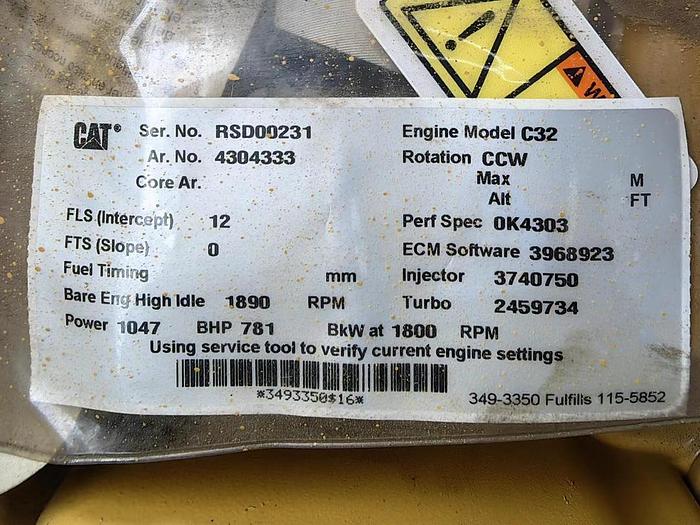 CAT® Ser. No. RSD00231 Engine Model C32
Ar. No. 4304333 Rotation CCW
Core Ar. Max M
Alt FT
FLS (Intercept) 12 Perf Spec 0K4303
FTS (Slope) 0 ECM Software 3968923
Fuel Timing mm Injector 3740750
Bare Eng High Idle 1890 RPM Turbo 2459734
Power 1047 BHP 781 BkW at 1800 RPM
Using service tool to verify current engine settings
*3493350$16* 349-3350 Fulfills 115-5852